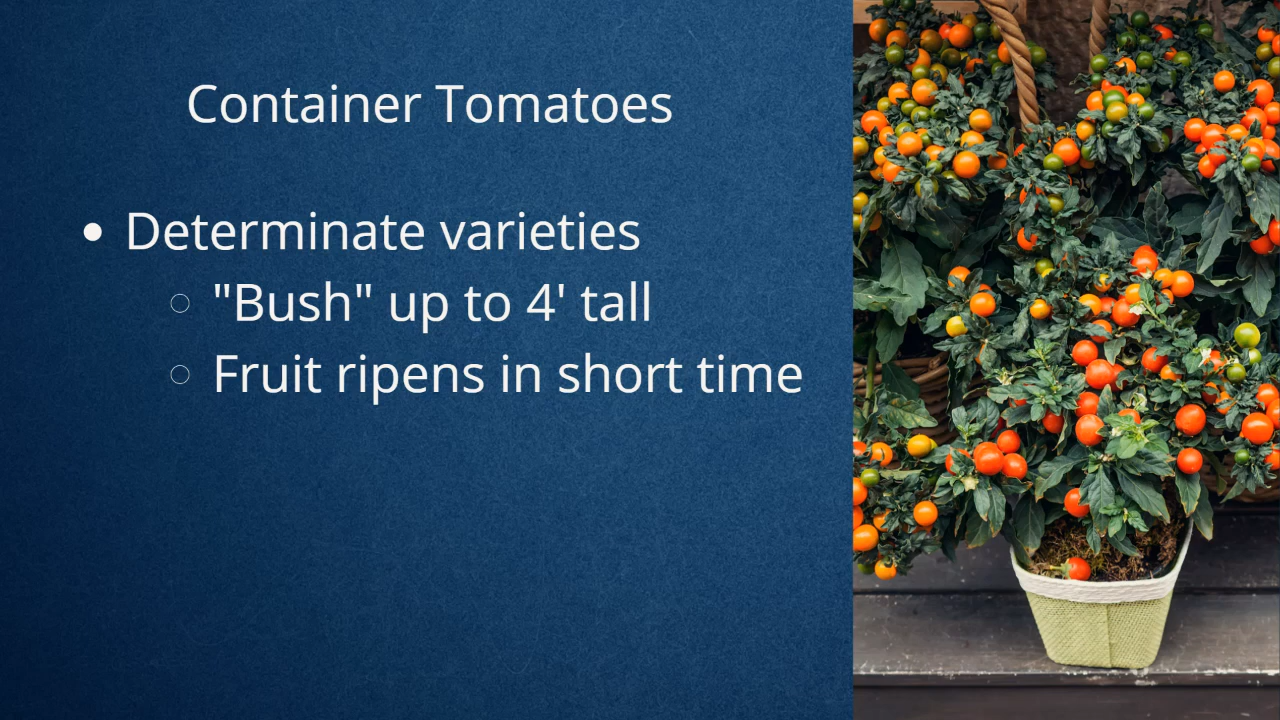 Container Tomatoes
Determinate varieties
"Bush" up to 4' tall
Fruit ripens in short time